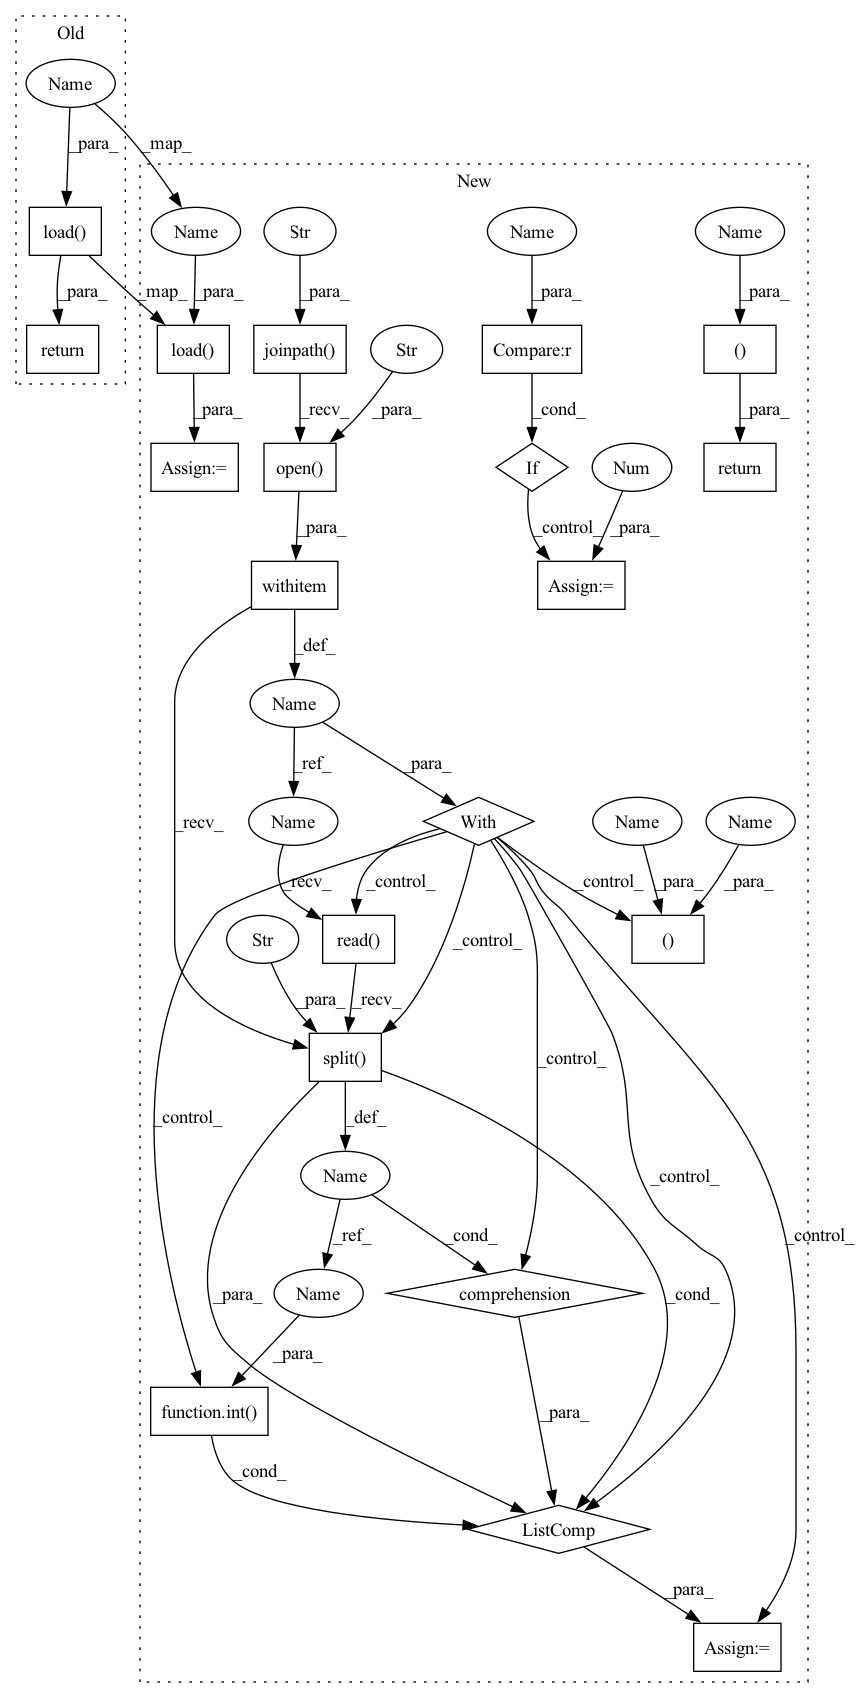 Old
Name
_para_
_map_
New
load()
Name
Str
Name
Name
_para_
_map_
_para_
_para_
_para_
_para_
return
load()
joinpath()
Str
Compare:r
()
_para_
_recv_
_para_
_cond_
_para_
Assign:=
open()
If
Num
return
_para_
_control_
_para_
withitem
Assign:=
_def_
Name
_ref_
_para_
_recv_
Name
With
Name
Name
_recv_
_control_
_control_
_para_
_para_
Str
read()
_control_
()
_para_
_recv_
split()
_control_
_control_
_def_
Name
_control_
_ref_
_cond_
_control_
Name
comprehension
_para_
_cond_
_para_
function.int()
_para_
_cond_
ListComp
_para_
Assign:=